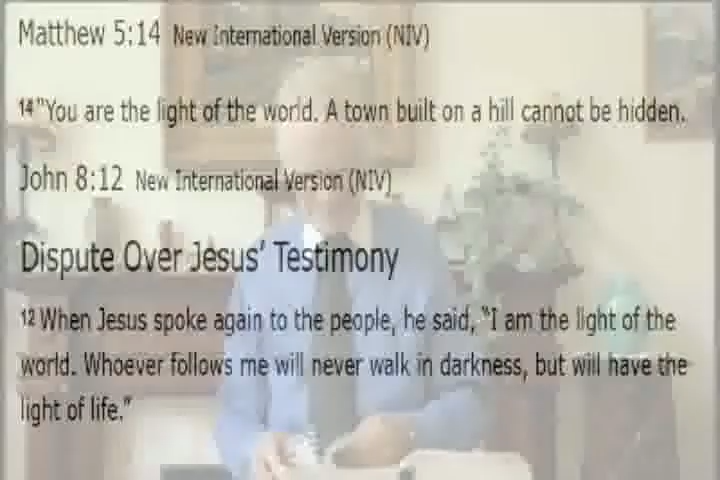 Matthew 5:14 New International Version (NIV)
14 "You are the light of the world. A town built on a hill cannot be hidden.
John 8:12 New International Version (NIV)
Dispute Over Jesus’ Testimony
12 When Jesus spoke again to the people, he said, “I am the light of the
world. Whoever follows me will never walk in darkness, but will have the
light of life.”